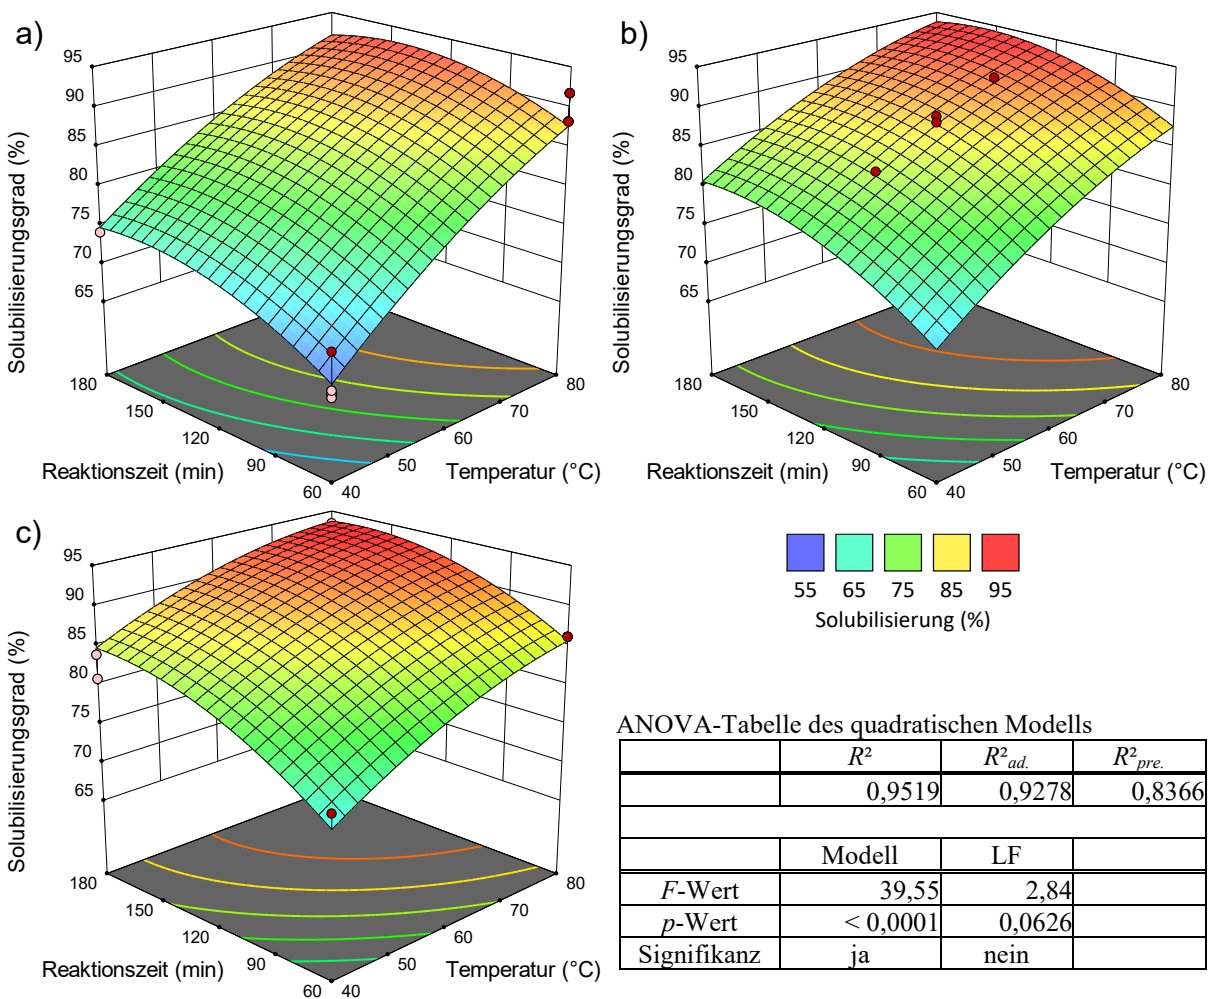 a)
Solubilisierungsgrad (%)
95
90
85
80
75
70
65
180
150
120
90
60
Reaktionszeit (min)
40
50
60
70
80
Temperatur (°C)
b)
Solubilisierungsgrad (%)
95
90
85
80
75
70
65
180
150
120
90
60
Reaktionszeit (min)
40
50
60
70
80
Temperatur (°C)
c)
Solubilisierungsgrad (%)
95
90
85
80
75
70
65
180
150
120
90
60
Reaktionszeit (min)
40
50
60
70
80
Temperatur (°C)
55 65 75 85 95
Solubilisierung (%)
ANOVA-Tabelle des quadratischen Modells
R² R²ad. R²pre.
0,9519 0,9278 0,8366
Modell LF
F-Wert 39,55 2,84
p-Wert < 0,0001 0,0626
Signifikanz ja nein